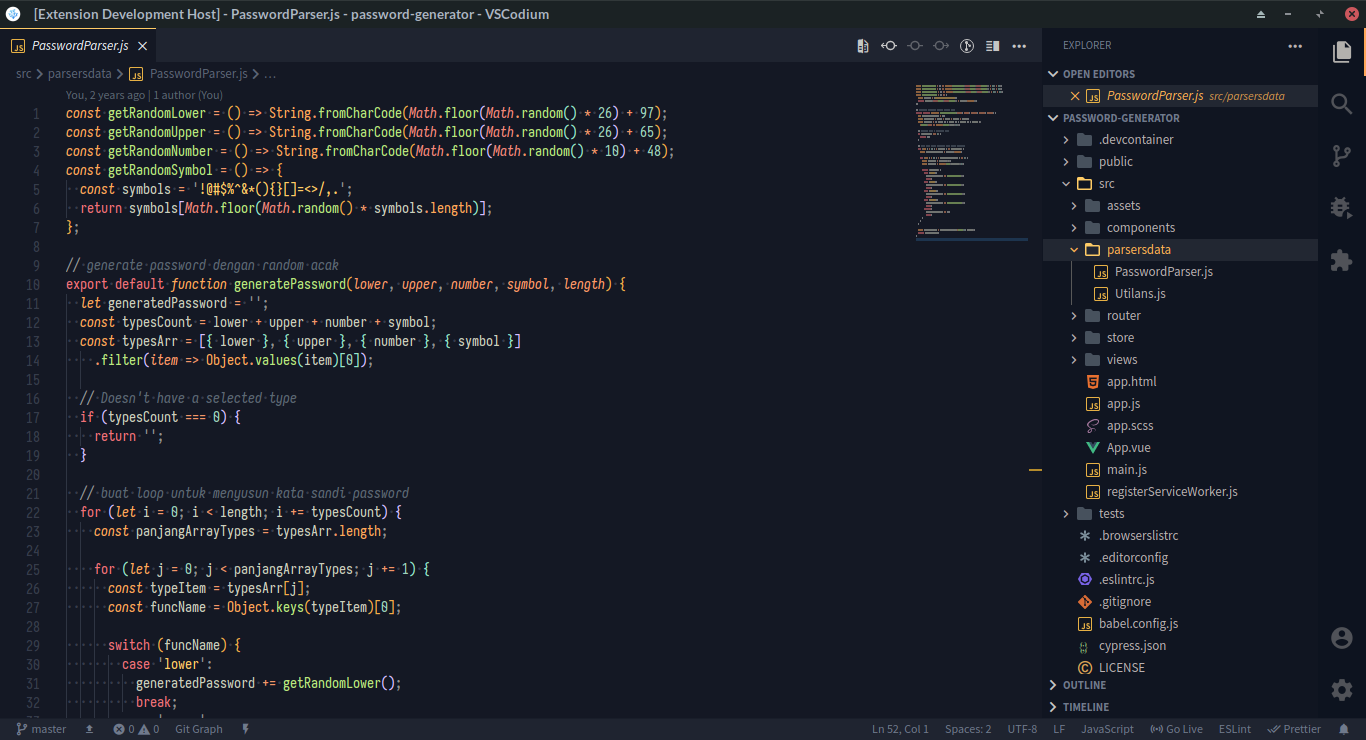 [Extension Development Host] - PasswordParser.js - password-generator - VSCodium
JS PasswordParser.js
src > parsersdata > JS PasswordParser.js > ...
You, 2 years ago | 1 author (You)
1 const getRandomLower = () => String.fromCharCode(Math.floor(Math.random() * 26) + 97);
2 const getRandomUpper = () => String.fromCharCode(Math.floor(Math.random() * 26) + 65);
3 const getRandomNumber = () => String.fromCharCode(Math.floor(Math.random() * 10) + 48);
4 const getRandomSymbol = () => {
5 const symbols = '!@#$%^&*(){}[]=<>/,.';
6 return symbols[Math.floor(Math.random() * symbols.length)];
7 };
8
9 // generate password dengan random acak
10 export default function generatePassword(lower, upper, number, symbol, length) {
11 let generatedPassword = '';
12 const typesCount = lower + upper + number + symbol;
13 const typesArr = [{ lower }, { upper }, { number }, { symbol }]
14 .filter(item => Object.values(item)[0]);
15
16 // Doesn't have a selected type
17 if (typesCount === 0) {
18 return '';
19 }
20
21 // buat loop untuk menyusun kata sandi password
22 for (let i = 0; i < length; i += typesCount) {
23 const panjangArrayTypes = typesArr.length;
24
25 for (let j = 0; j < panjangArrayTypes; j += 1) {
26 const typeItem = typesArr[j];
27 const funcName = Object.keys(typeItem)[0];
28
29 switch (funcName) {
30 case 'lower':
31 generatedPassword += getRandomLower();
32 break;
EXPLORER
OPEN EDITORS
JS PasswordParser.js src/parsersdata
PASSWORD-GENERATOR
.devcontainer
public
src
assets
components
parsersdata
JS PasswordParser.js
JS Utilans.js
router
store
views
app.html
JS app.js
app.scss
App.vue
JS main.js
JS registerServiceWorker.js
tests
.browserslistrc
.editorconfig
.eslintrc.js
.gitignore
JS babel.config.js
cypress.json
LICENSE
OUTLINE
TIMELINE
master 0 0 Git Graph Ln 52, Col 1 Spaces: 2 UTF-8 LF JavaScript Go Live ESLint Prettier